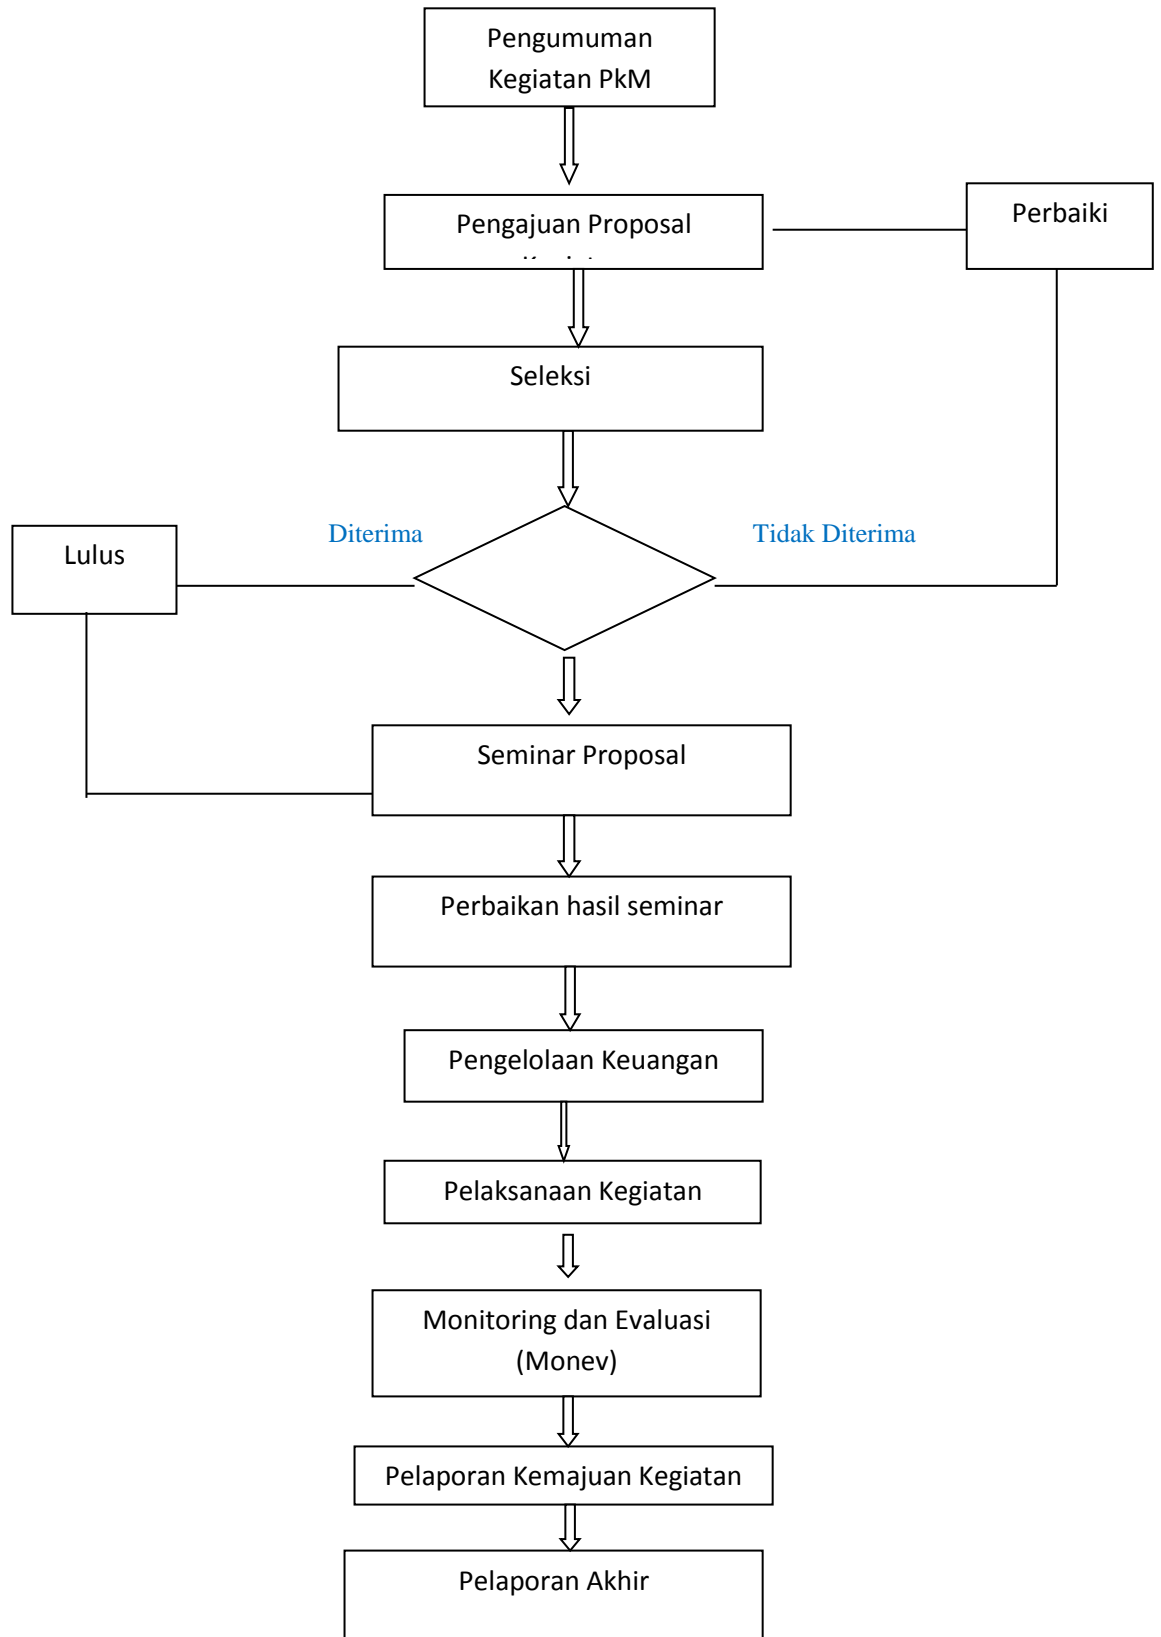 Pengumuman
Kegiatan PkM
Pengajuan Proposal
Perbaiki
Seleksi
Diterima
Tidak Diterima
Lulus
Seminar Proposal
Perbaikan hasil seminar
Pengelolaan Keuangan
Pelaksanaan Kegiatan
Monitoring dan Evaluasi
(Monev)
Pelaporan Kemajuan Kegiatan
Pelaporan Akhir